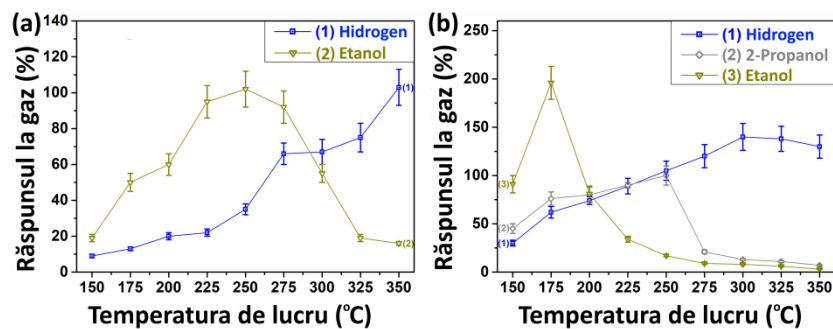 (a)
(1) Hidrogen
(2) Etanol
Răspunsul la gaz (%)
140
120
100
80
60
40
20
0
(1)
(2)
150 175 200 225 250 275 300 325 350
Temperatura de lucru (°C)
(b)
(1) Hidrogen
(2) 2-Propanol
(3) Etanol
Răspunsul la gaz (%)
250
200
150
100
50
0
(3)
(2)
(1)
150 175 200 225 250 275 300 325 350
Temperatura de lucru (°C)